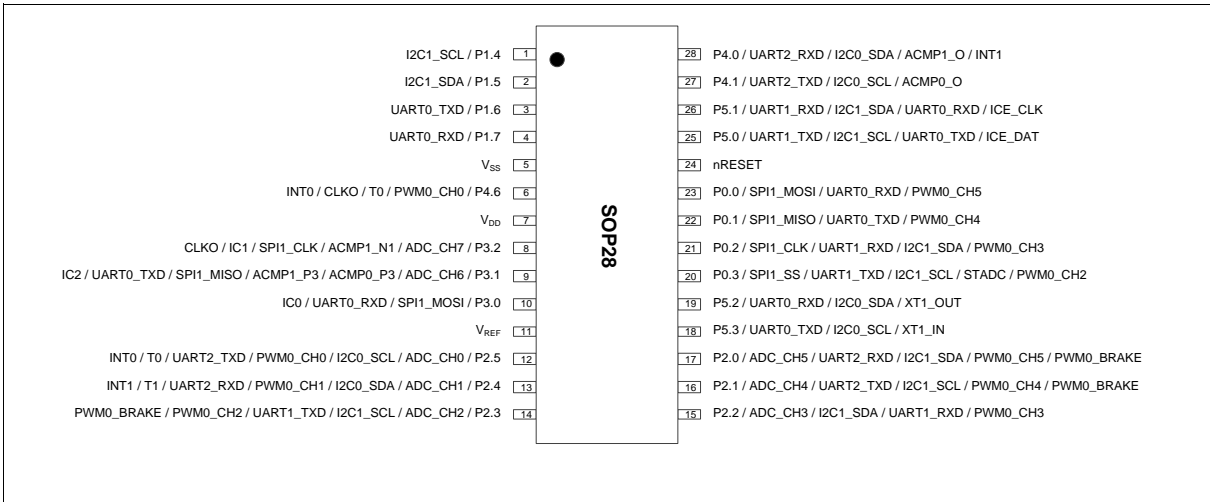 I2C1_SCL / P1.4 1 28 P4.0 / UART2_RXD / I2C0_SDA / ACMP1_O / INT1
I2C1_SDA / P1.5 2 27 P4.1 / UART2_TXD / I2C0_SCL / ACMP0_O
UART0_TXD / P1.6 3 26 P5.1 / UART1_RXD / I2C1_SDA / UART0_RXD / ICE_CLK
UART0_RXD / P1.7 4 25 P5.0 / UART1_TXD / I2C1_SCL / UART0_TXD / ICE_DAT
VSS 5 24 nRESET
INT0 / CLKO / T0 / PWM0_CH0 / P4.6 6 23 P0.0 / SPI1_MOSI / UART0_RXD / PWM0_CH5
VDD 7 22 P0.1 / SPI1_MISO / UART0_TXD / PWM0_CH4
CLKO / IC1 / SPI1_CLK / ACMP1_N1 / ADC_CH7 / P3.2 8 21 P0.2 / SPI1_CLK / UART1_RXD / I2C1_SDA / PWM0_CH3
IC2 / UART0_TXD / SPI1_MISO / ACMP1_P3 / ACMP0_P3 / ADC_CH6 / P3.1 9 20 P0.3 / SPI1_SS / UART1_TXD / I2C1_SCL / STADC / PWM0_CH2
IC0 / UART0_RXD / SPI1_MOSI / P3.0 10 19 P5.2 / UART0_RXD / I2C0_SDA / XT1_OUT
VREF 11 18 P5.3 / UART0_TXD / I2C0_SCL / XT1_IN
INT0 / T0 / UART2_TXD / PWM0_CH0 / I2C0_SCL / ADC_CH0 / P2.5 12 17 P2.0 / ADC_CH5 / UART2_RXD / I2C1_SDA / PWM0_CH5 / PWM0_BRAKE
INT1 / T1 / UART2_RXD / PWM0_CH1 / I2C0_SDA / ADC_CH1 / P2.4 13 16 P2.1 / ADC_CH4 / UART2_TXD / I2C1_SCL / PWM0_CH4 / PWM0_BRAKE
PWM0_BRAKE / PWM0_CH2 / UART1_TXD / I2C1_SCL / ADC_CH2 / P2.3 14 15 P2.2 / ADC_CH3 / I2C1_SDA / UART1_RXD / PWM0_CH3
SOP28